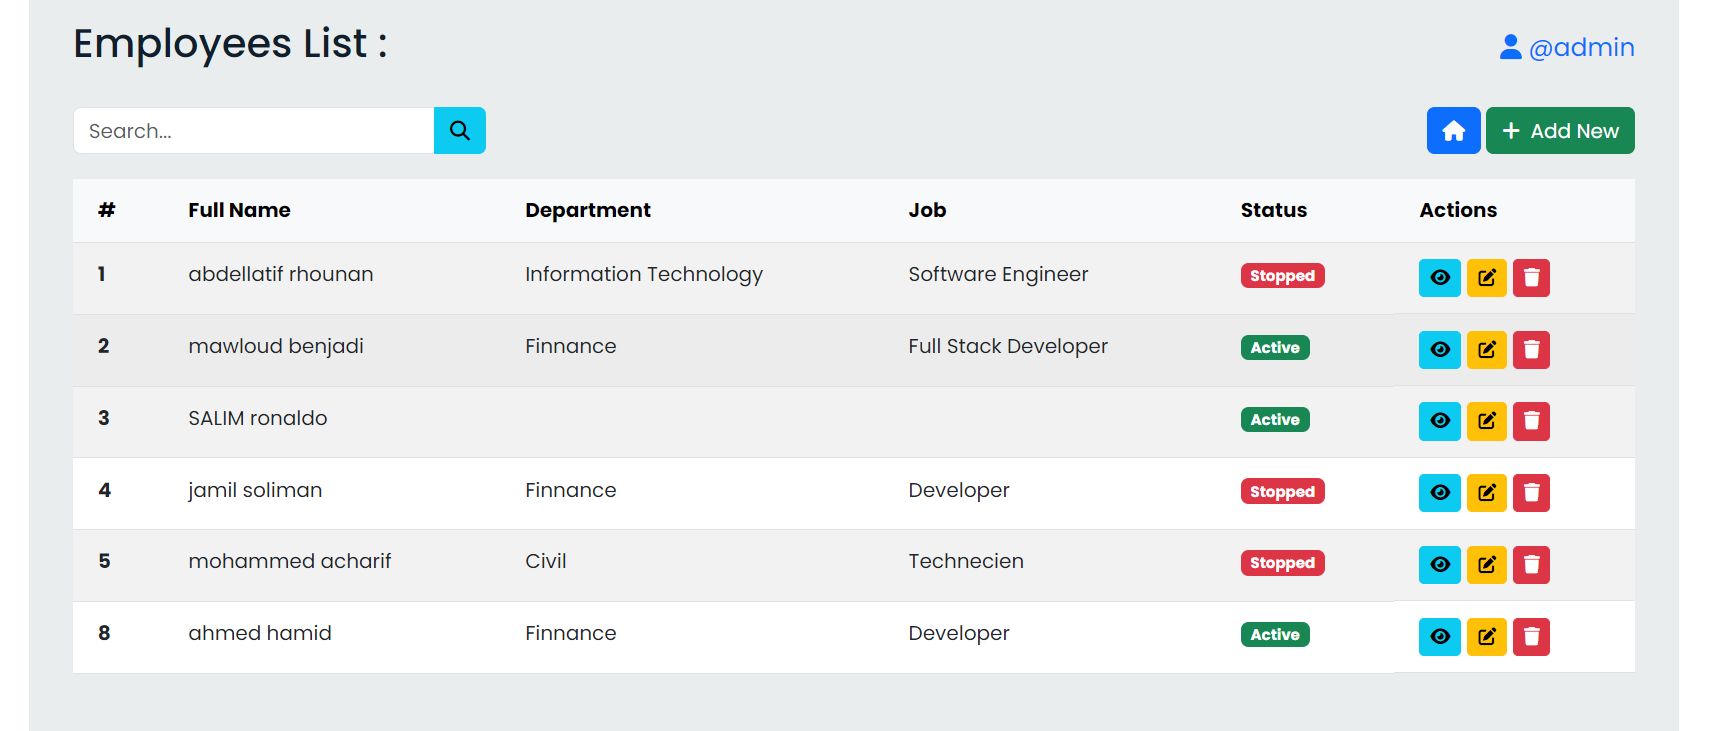 Employees List :
@admin
Search...
Add New
# Full Name Department Job Status Actions
1 abdellatif rhounan Information Technology Software Engineer Stopped
2 mawloud benjadi Finnance Full Stack Developer Active
3 SALIM ronaldo Active
4 jamil soliman Finnance Developer Stopped
5 mohammed acharif Civil Technecien Stopped
8 ahmed hamid Finnance Developer Active